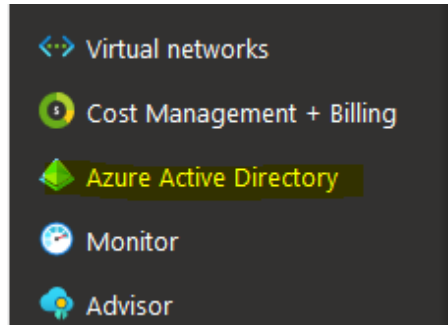 Virtual networks
Cost Management + Billing
Azure Active Directory
Monitor
Advisor